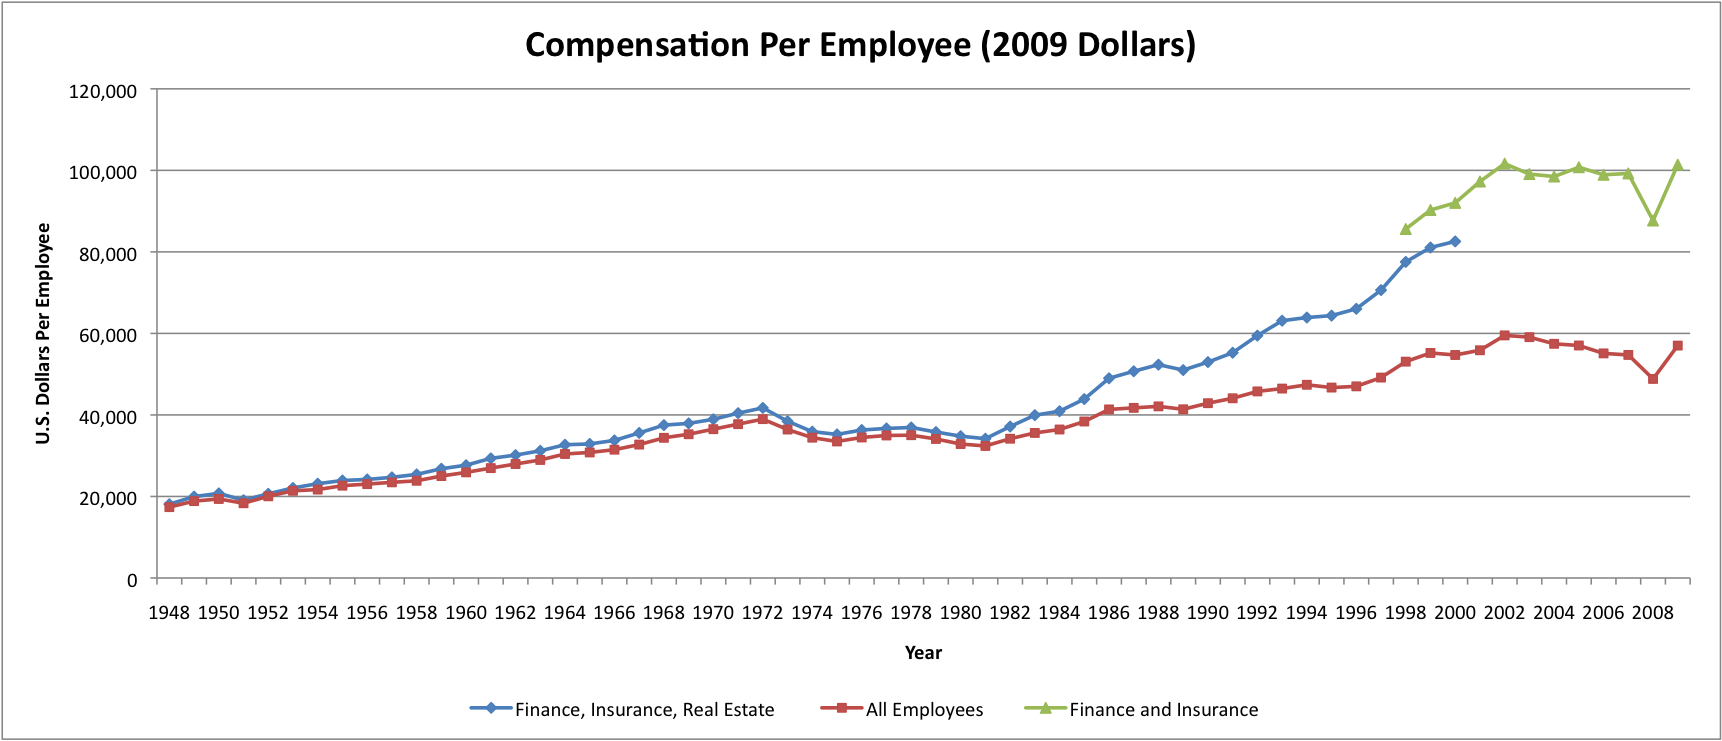 Compensation Per Employee (2009 Dollars)
120,000
100,000
80,000
60,000
40,000
20,000
0
U.S. Dollars Per Employee
1948 1950 1952 1954 1956 1958 1960 1962 1964 1966 1968 1970 1972 1974 1976 1978 1980 1982 1984 1986 1988 1990 1992 1994 1996 1998 2000 2002 2004 2006 2008
Year
Finance, Insurance, Real Estate All Employees Finance and Insurance